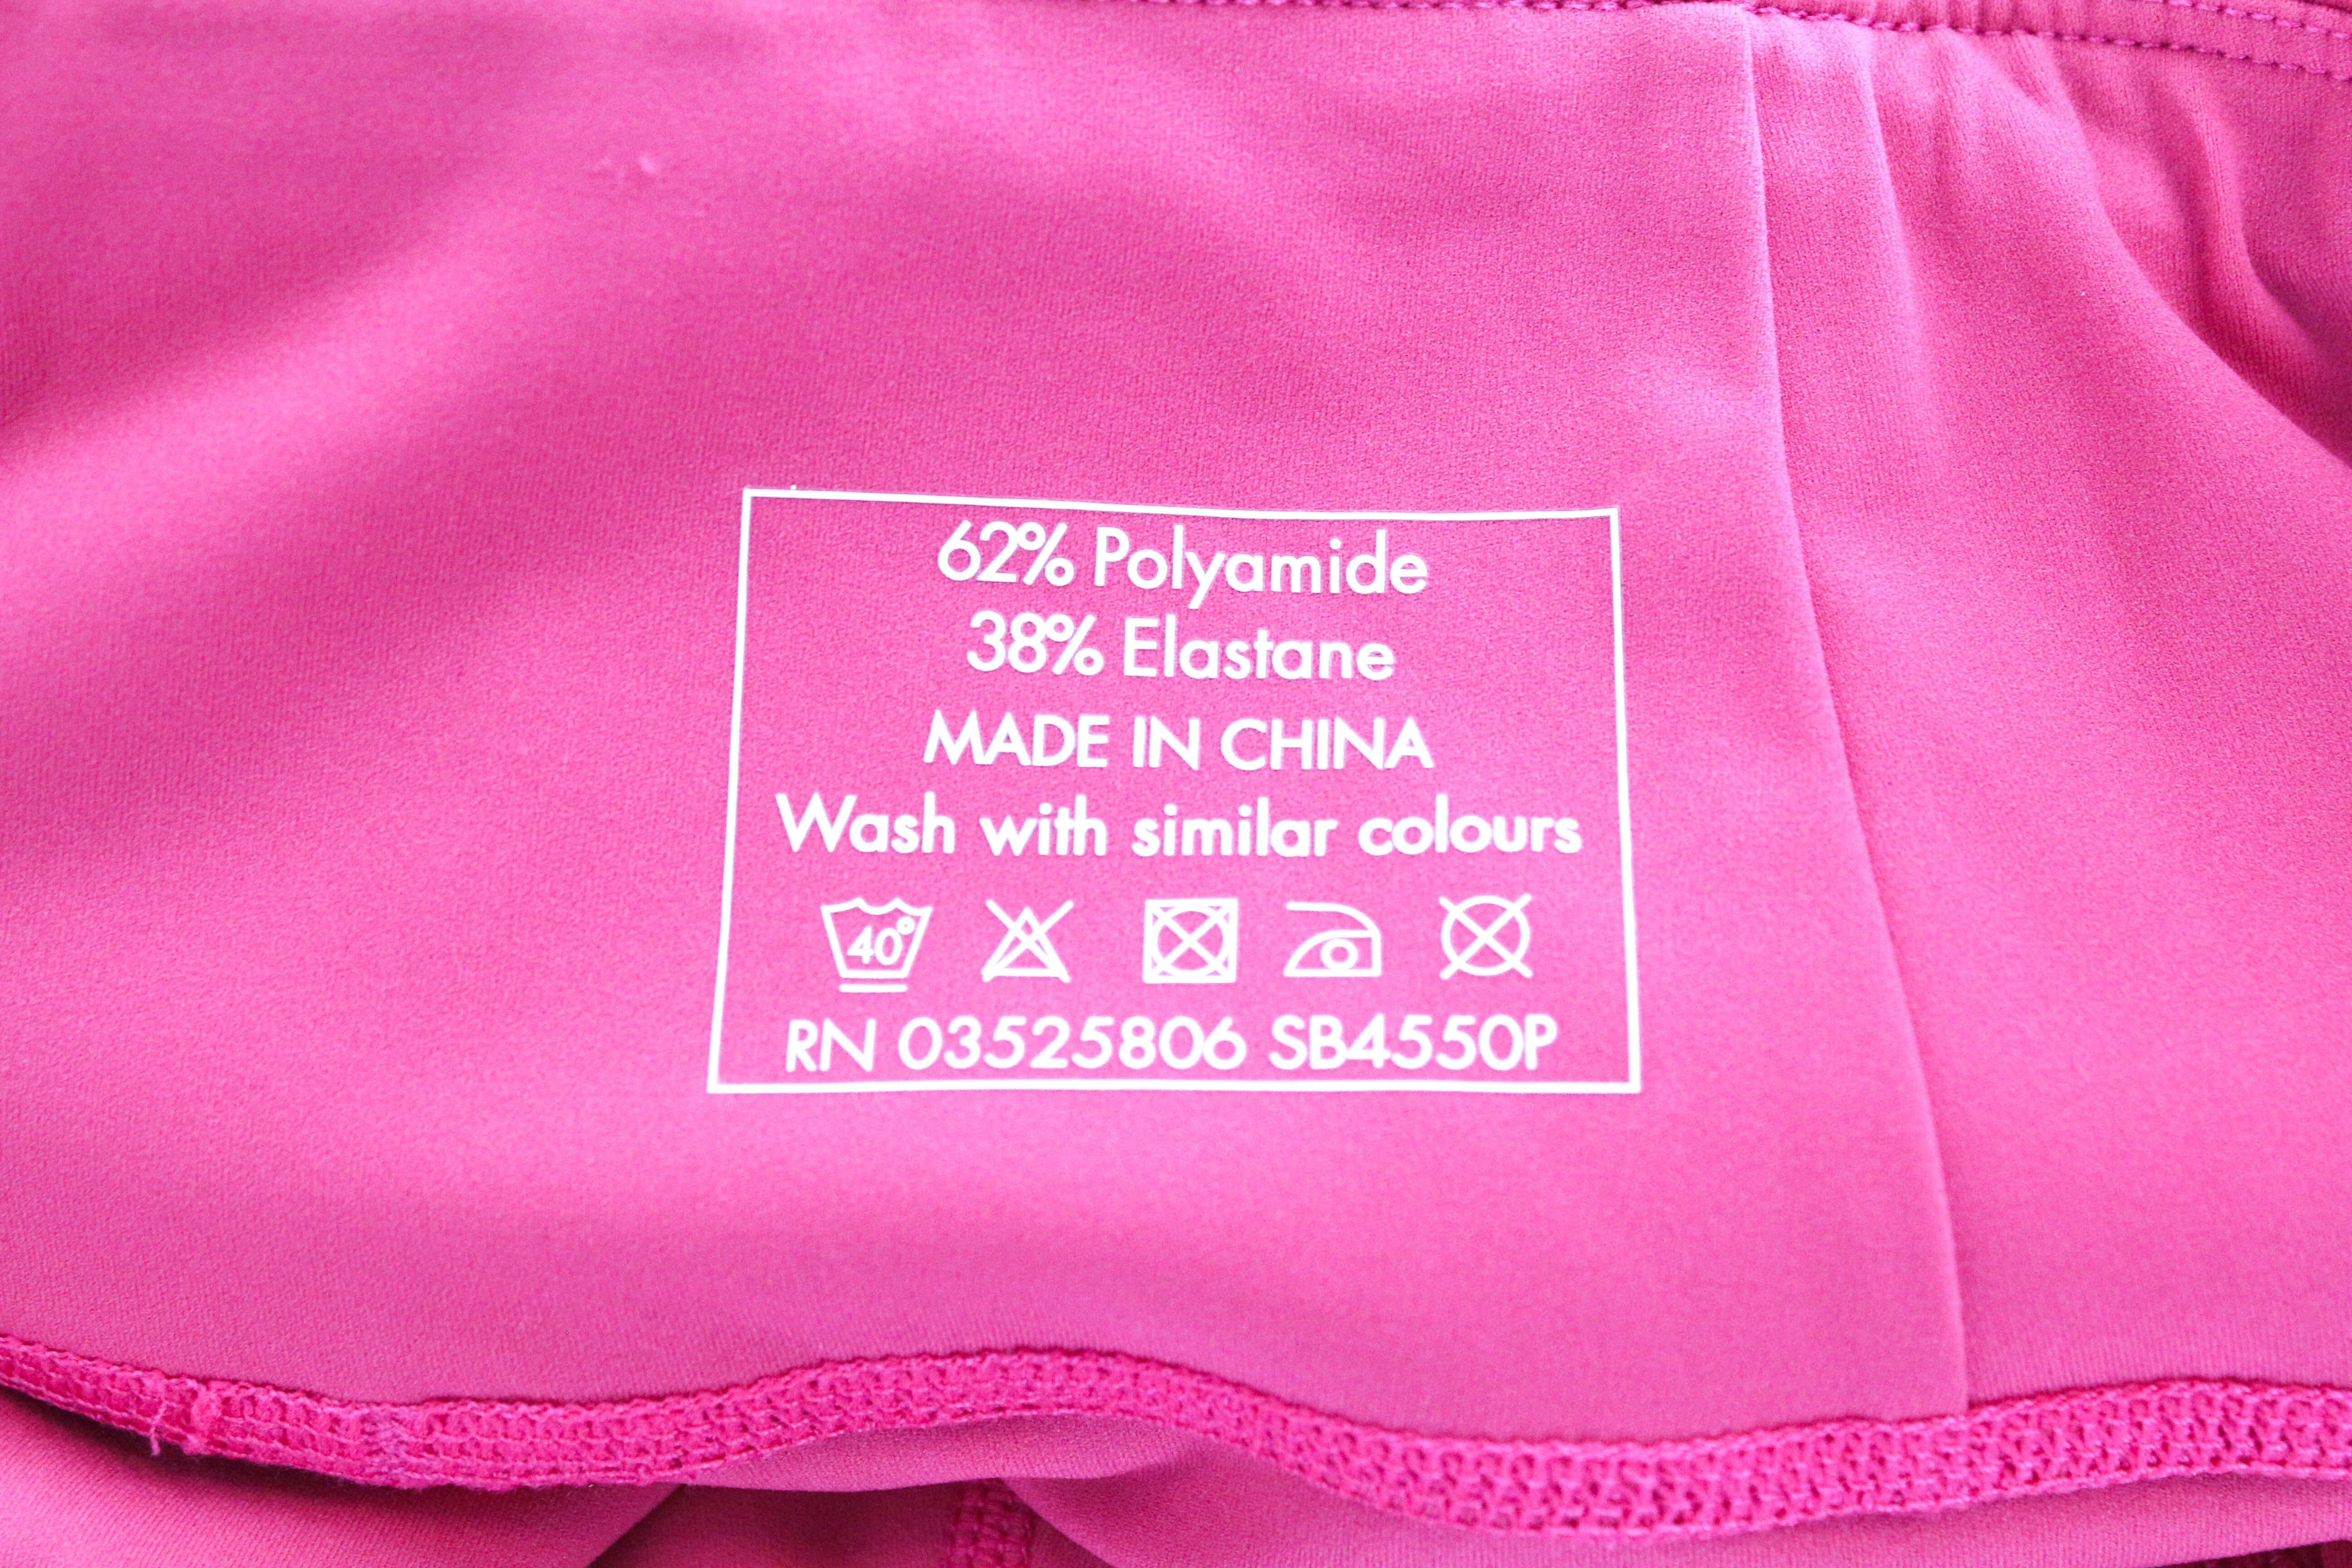 62% Polyamide
38% Elastane
MADE IN CHINA
Wash with similar colours
40°
RN 03525806 SB4550P